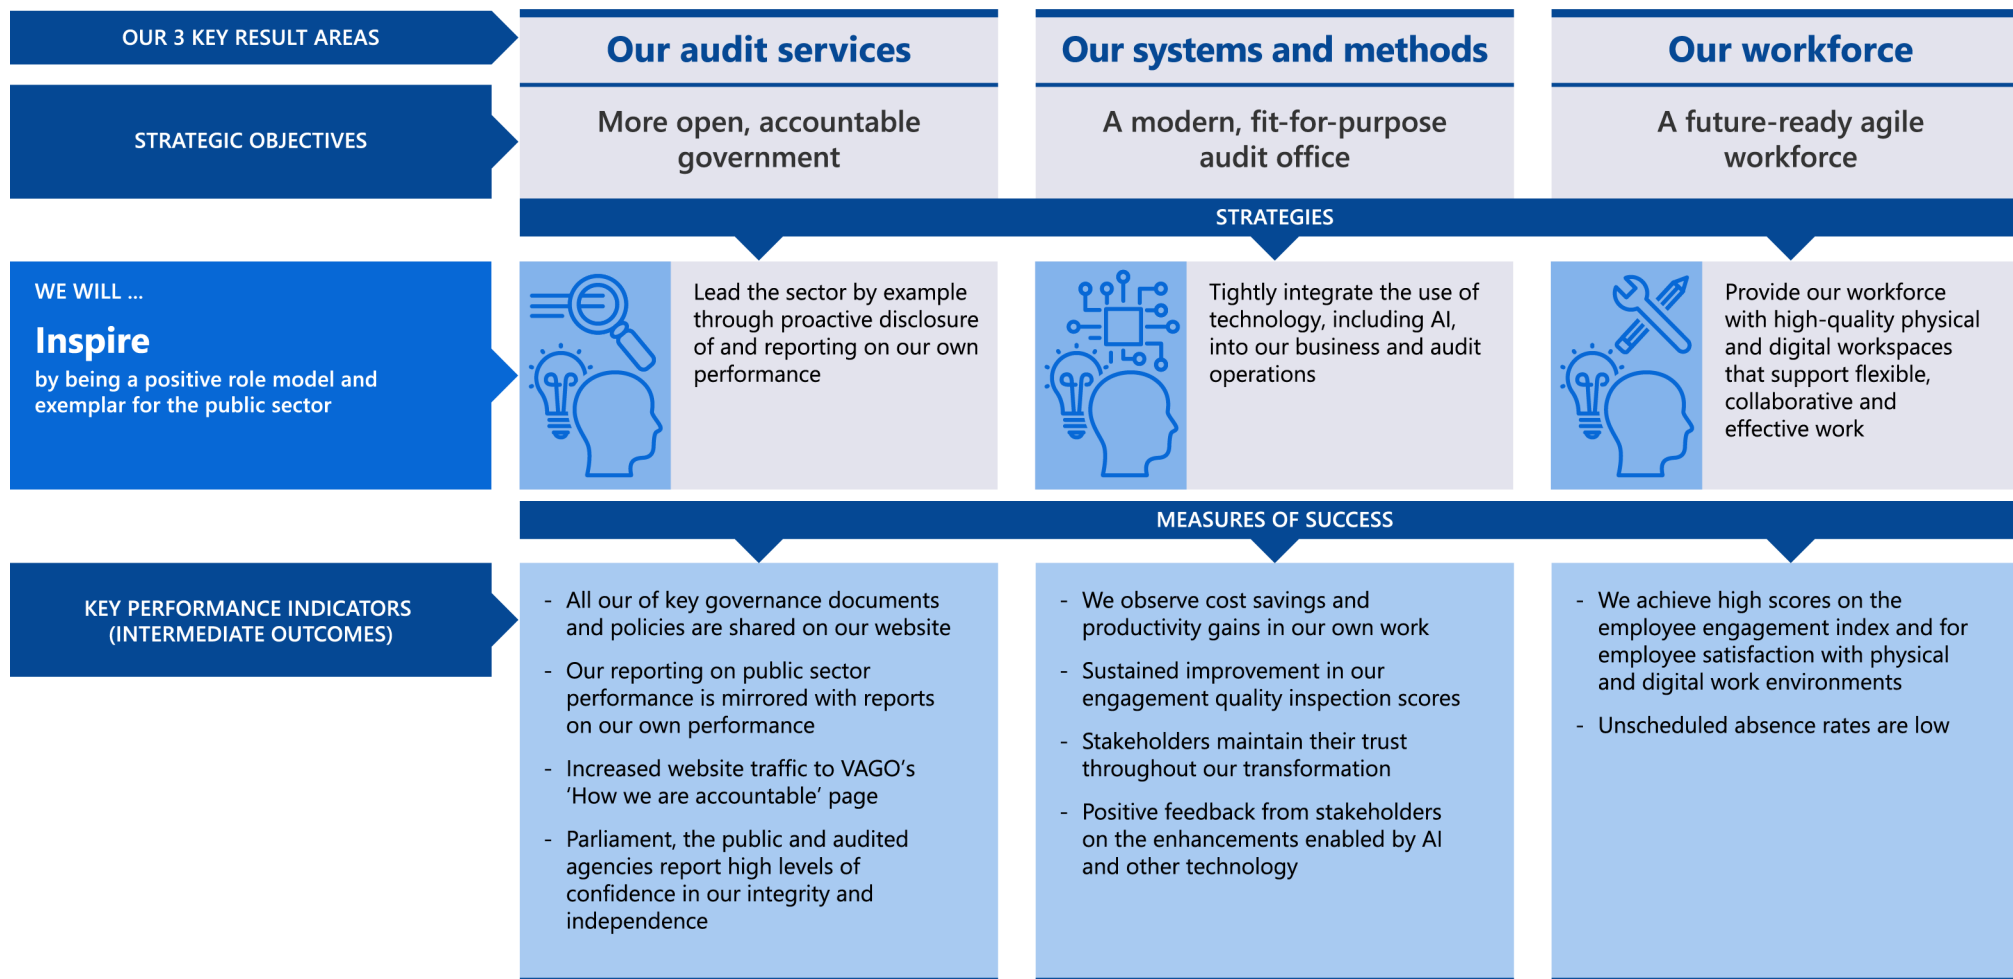 OUR 3 KEY RESULT AREAS
Our audit services
Our systems and methods
Our workforce
STRATEGIC OBJECTIVES
More open, accountable
government
A modern, fit-for-purpose
audit office
A future-ready agile
workforce
STRATEGIES
WE WILL ...
Inspire
by being a positive role model and
exemplar for the public sector
Lead the sector by example
through proactive disclosure
of and reporting on our own
performance
Tightly integrate the use of
technology, including AI,
into our business and audit
operations
Provide our workforce
with high-quality physical
and digital workspaces
that support flexible,
collaborative and
effective work
MEASURES OF SUCCESS
KEY PERFORMANCE INDICATORS
(INTERMEDIATE OUTCOMES)
- All our of key governance documents
and policies are shared on our website
- Our reporting on public sector
performance is mirrored with reports
on our own performance
- Increased website traffic to VAGO’s
‘How we are accountable’ page
- Parliament, the public and audited
agencies report high levels of
confidence in our integrity and
independence
- We observe cost savings and
productivity gains in our own work
- Sustained improvement in our
engagement quality inspection scores
- Stakeholders maintain their trust
throughout our transformation
- Positive feedback from stakeholders
on the enhancements enabled by AI
and other technology
- We achieve high scores on the
employee engagement index and for
employee satisfaction with physical
and digital work environments
- Unscheduled absence rates are low